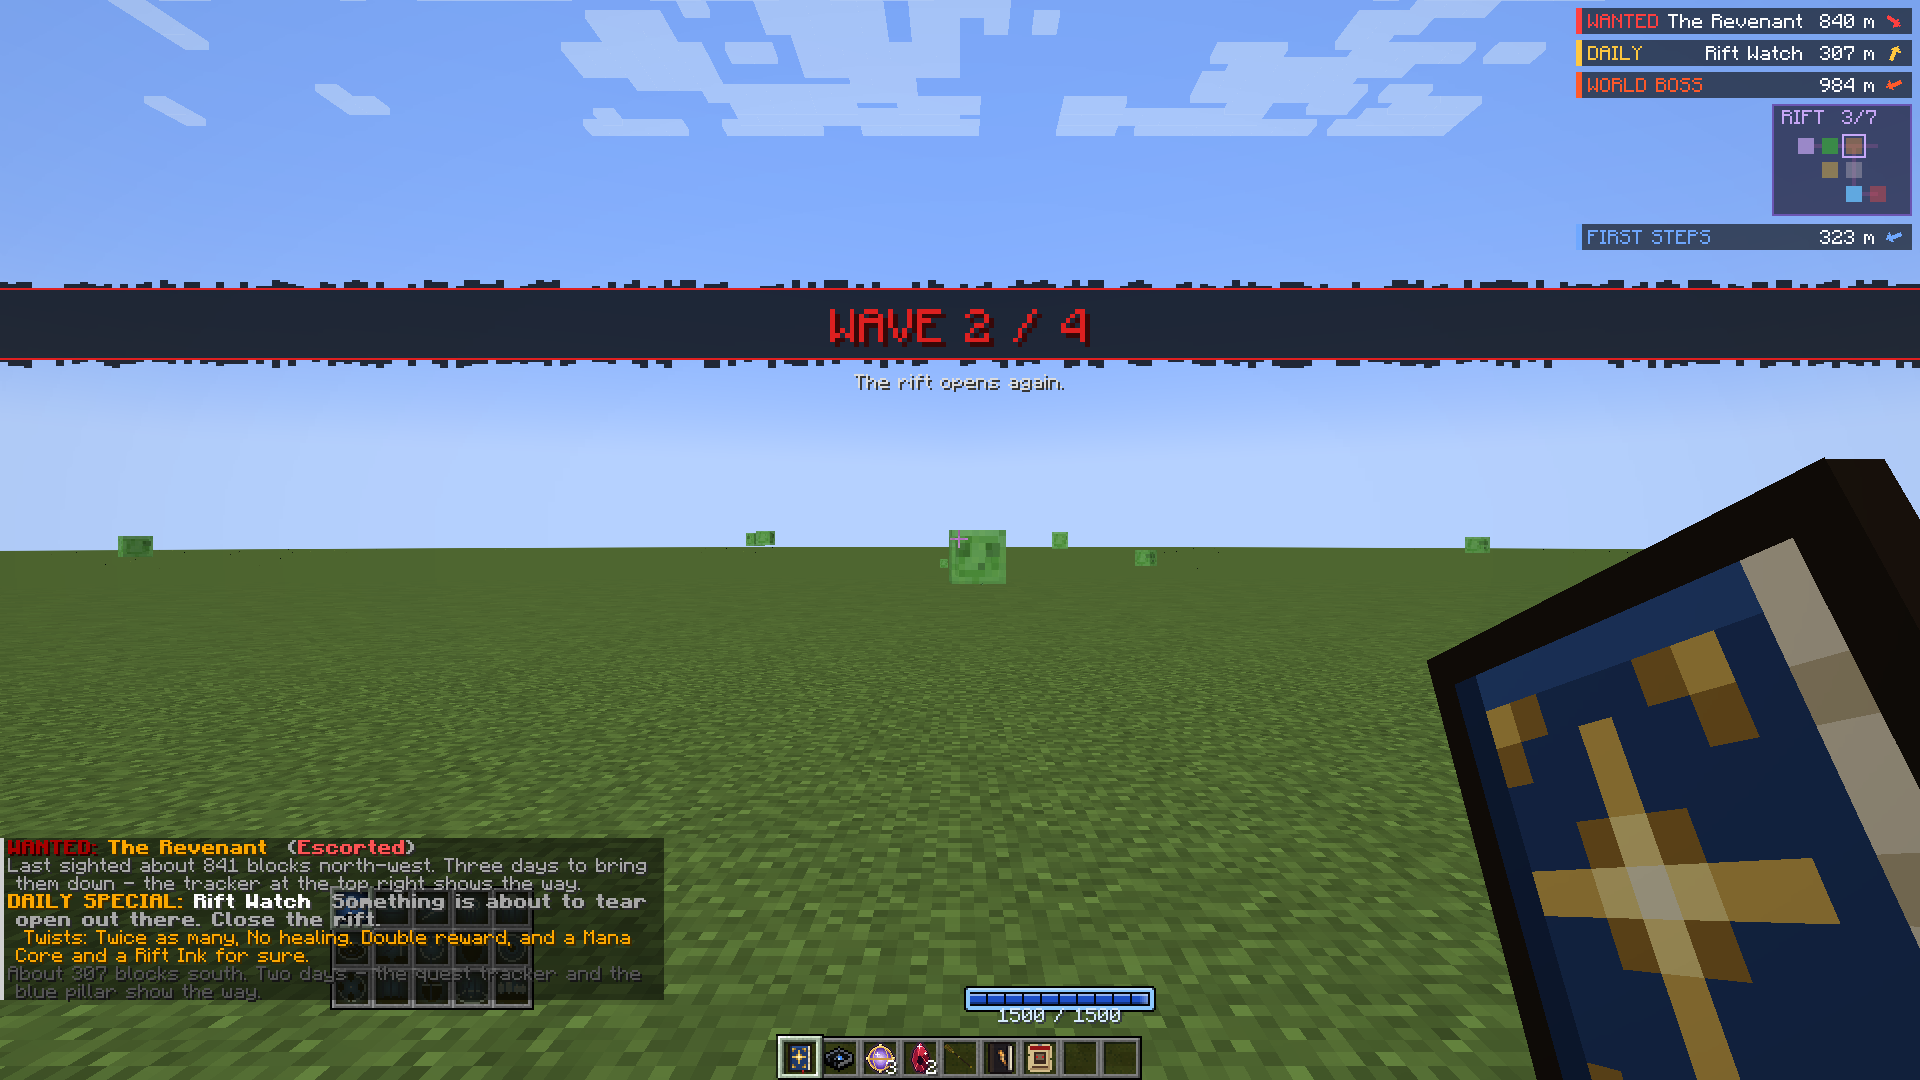 WANTED The Revenant 840 m
DAILY Rift Watch 307 m
WORLD BOSS 984 m
RIFT 3/7
FIRST STEPS 323 m
WAVE 2 / 4
The rift opens again.
WANTED: The Revenant (Escorted)
Last sighted about 841 blocks north-west. Three days to bring
them down - the tracker at the top right shows the way.
DAILY SPECIAL: Rift Watch Something is about to tear
open out there. Close the rift.
Twists: Twice as many, No healing. Double reward, and a Mana
Core and a Rift Ink for sure.
About 307 blocks south. Two days - the quest tracker and the
blue pillar show the way.
1500 / 1500
3
2